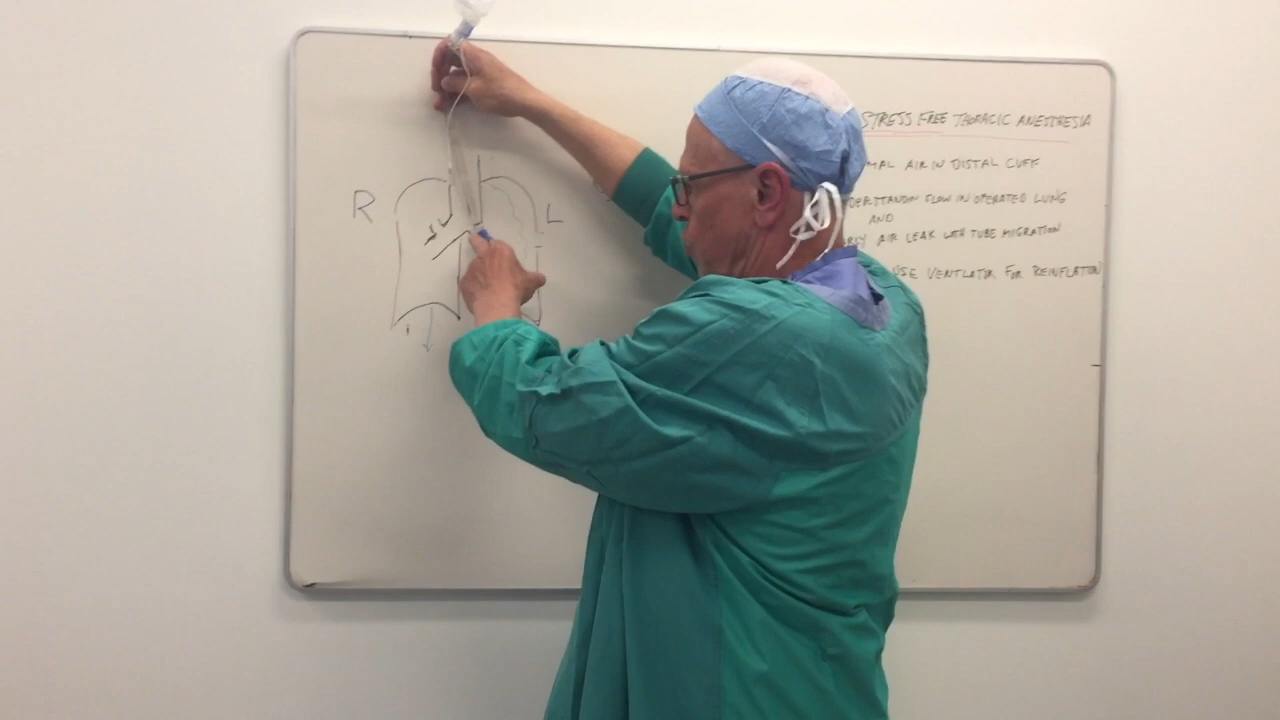 R
L
STRESS FREE THORACIC ANESTHESIA
MAL AIR IN DISTAL CUFF
FLOW IN OPERATED LUNG
AND
AIR LEAK WITH TUBE MIGRATION
USE VENTILATOR FOR REINFLATION